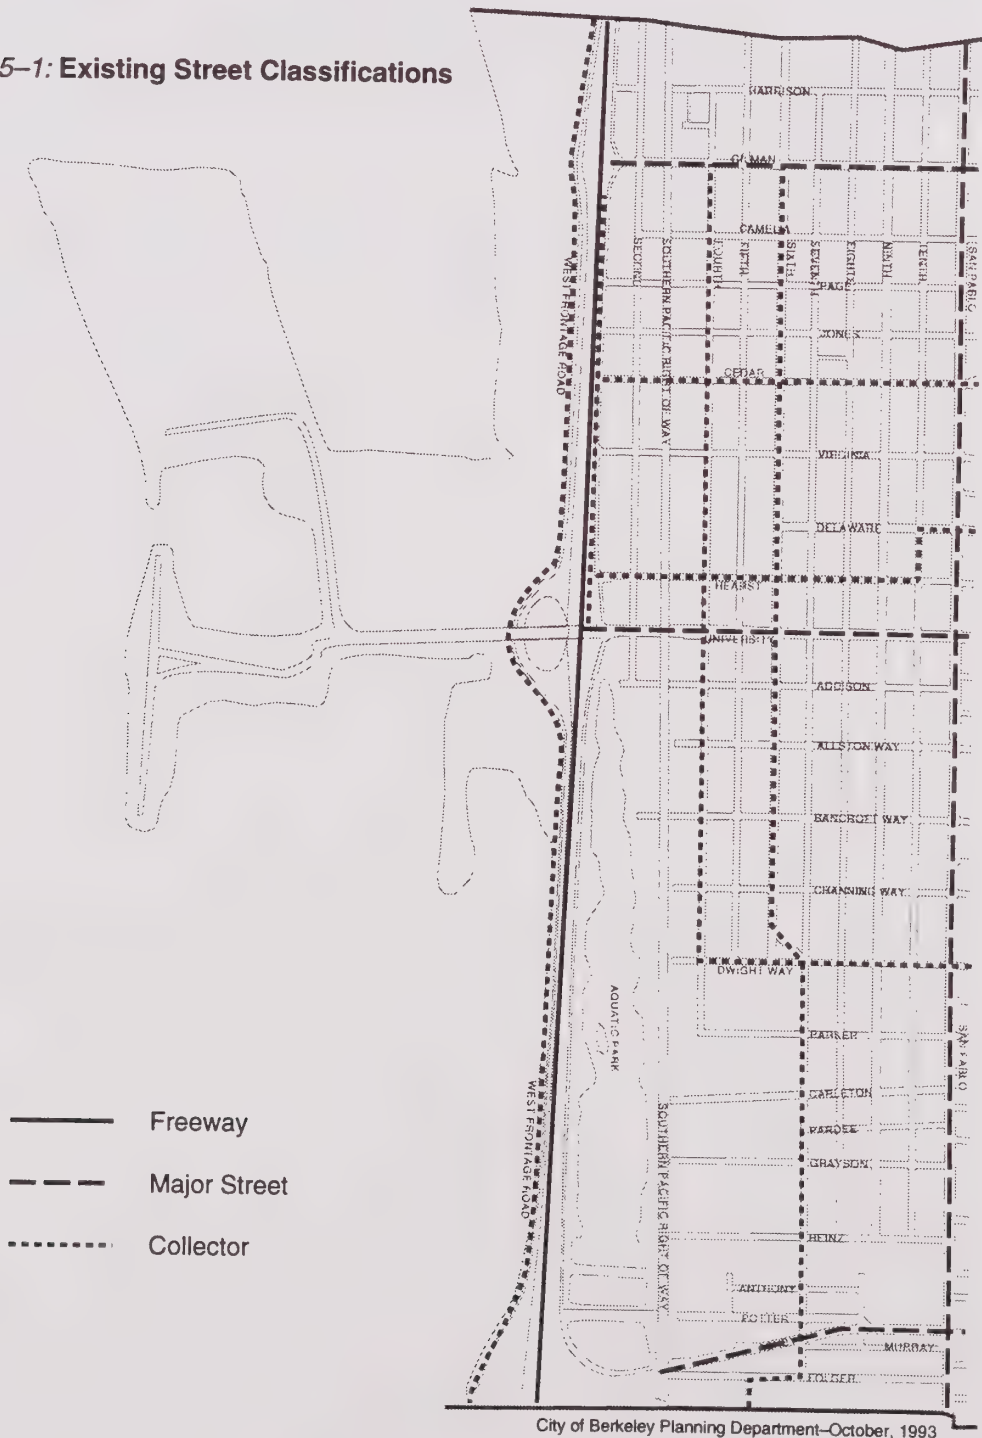 5–1: Existing Street Classifications
HARRISON
GILMAN
CAMELIA
SECOND
SOUTHERN PACIFIC RIGHT OF WAY
FOURTH
FIFTH
SIXTH
SEVENTH
EIGHTH
NINTH
TENTH
SAN PABLO
PAGE
WEST FRONTAGE ROAD
JONES
CEDAR
VIRGINIA
DELAWARE
HEARST
UNIVERSITY
ADDISON
ALLSTON WAY
BANCROFT WAY
CHANNING WAY
DWIGHT WAY
AQUATIC PARK
PARKER
SAN PABLO
CARLETON
PARDEE
GRAYSON
WEST FRONTAGE ROAD
SOUTHERN PACIFIC RIGHT OF WAY
HEINZ
ANTHONY
POTTER
MURRAY
FOLGER
Freeway
Major Street
Collector
City of Berkeley Planning Department–October, 1993